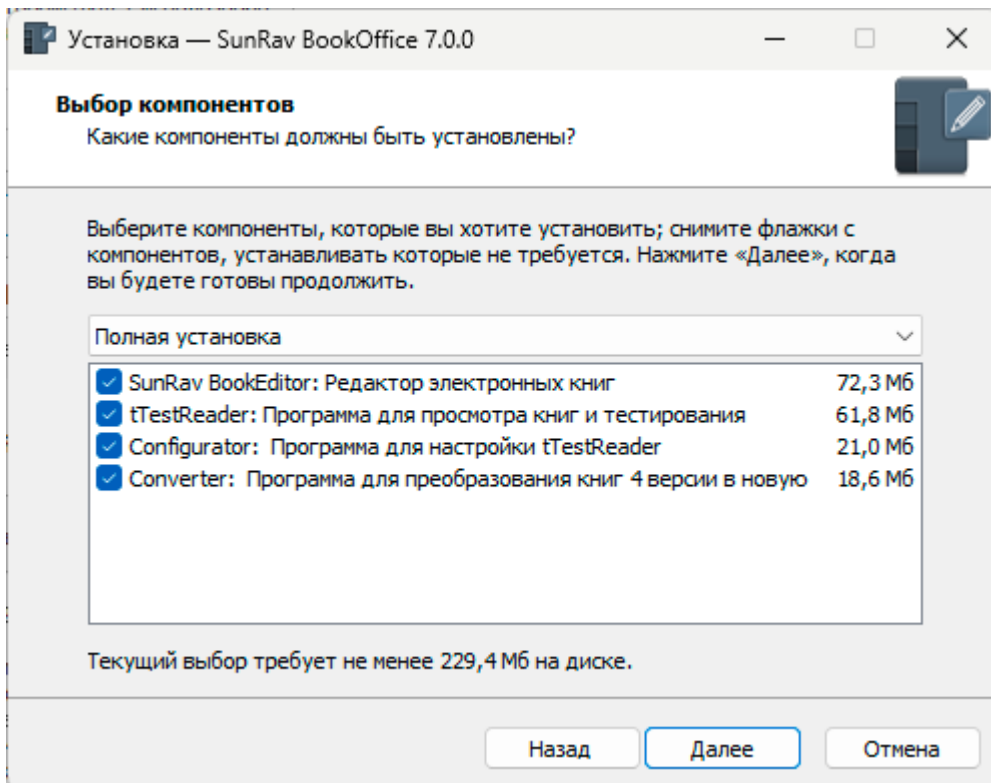 Установка — SunRav BookOffice 7.0.0
Выбор компонентов
Какие компоненты должны быть установлены?
Выберите компоненты, которые вы хотите установить; снимите флажки с
компонентов, устанавливать которые не требуется. Нажмите «Далее», когда
вы будете готовы продолжить.
Полная установка
SunRav BookEditor: Редактор электронных книг 72,3 Мб
tTestReader: Программа для просмотра книг и тестирования 61,8 Мб
Configurator: Программа для настройки tTestReader 21,0 Мб
Converter: Программа для преобразования книг 4 версии в новую 18,6 Мб
Текущий выбор требует не менее 229,4 Мб на диске.
Назад Далее Отмена